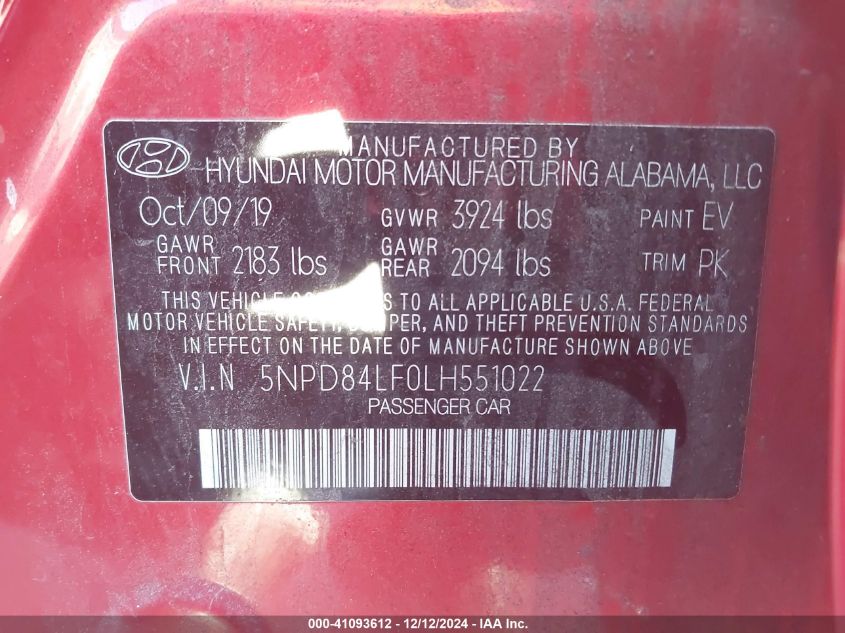 MANUFACTURED BY
HYUNDAI MOTOR MANUFACTURING ALABAMA, LLC
Oct/09/19 GVWR 3924 lbs PAINT EV
GAWR FRONT 2183 lbs GAWR REAR 2094 lbs TRIM PK
THIS VEHICLE TO ALL APPLICABLE U.S.A. FEDERAL
MOTOR VEHICLE SAFETY, AND THEFT PREVENTION STANDARDS
IN EFFECT ON THE DATE OF MANUFACTURE SHOWN ABOVE
V.I.N 5NPD84LF0LH551022
PASSENGER CAR
000-41093612 / 12/12/2024 - IAA Inc.